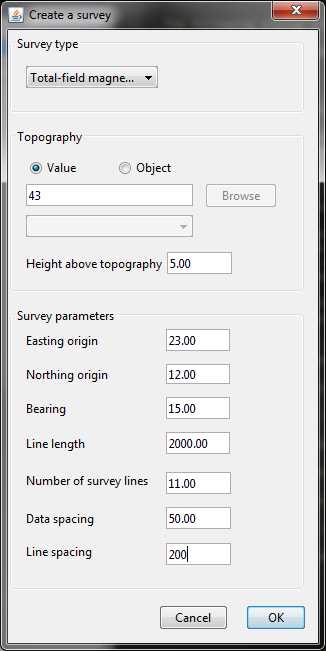 Create a survey
Survey type
Total-field magne...
Topography
Value Object
43 Browse
Height above topography 5.00
Survey parameters
Easting origin 23.00
Northing origin 12.00
Bearing 15.00
Line length 2000.00
Number of survey lines 11.00
Data spacing 50.00
Line spacing 200
Cancel OK